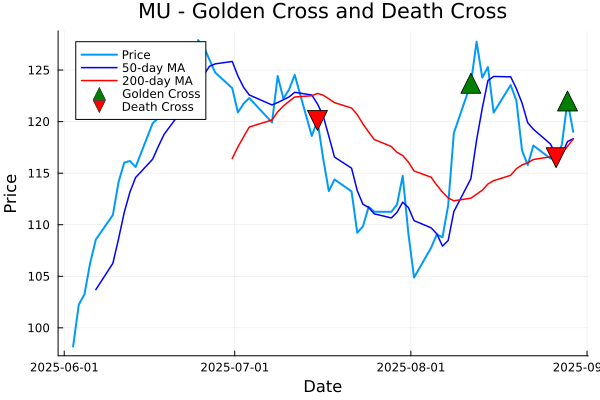 MU - Golden Cross and Death Cross
Price
50-day MA
200-day MA
Golden Cross
Death Cross
Price
125
120
115
110
105
100
2025-06-01
2025-07-01
2025-08-01
2025-09
Date